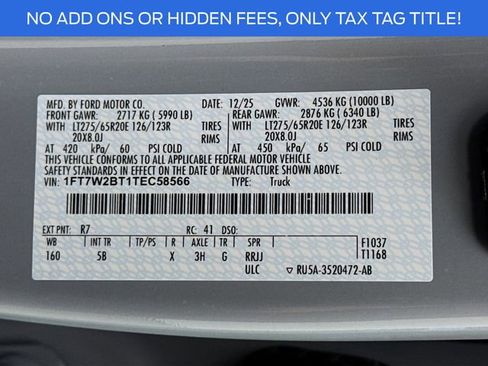 NO ADD ONS OR HIDDEN FEES, ONLY TAX TAG TITLE!
MFD. BY FORD MOTOR CO. 12/25 GVWR: 4536 KG (10000 LB)
FRONT GAWR: 2717 KG (5990 LB) REAR GAWR: 2876 KG (6340 LB)
WITH LT275/65R20E 126/123R TIRES WITH LT275/65R20E 126/123R TIRES
20X8.0J RIMS 20X8.0J RIMS
AT 420 kPa/ 60 PSI COLD AT 450 kPa/ 65 PSI COLD
THIS VEHICLE CONFORMS TO ALL APPLICABLE FEDERAL MOTOR VEHICLE
SAFETY STANDARDS IN EFFECT ON THE DATE OF MANUFACTURE SHOWN ABOVE.
VIN: 1FT7W2BT1TEC58566 TYPE: Truck
EXT PNT: R7 RC: 41 DSO:
WB INT TR TP/PS R AXLE TR SPR F1037
160 5B X 3H G RRJJ T1168
ULC RU5A-3520472-AB